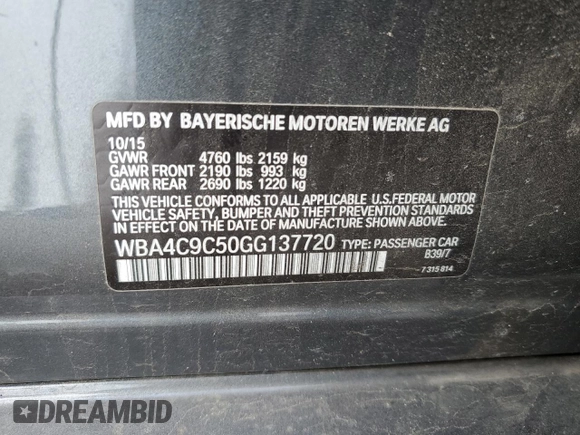 MFD BY BAYERISCHE MOTOREN WERKE AG
10/15
GVWR 4760 lbs 2159 kg
GAWR FRONT 2190 lbs 993 kg
GAWR REAR 2690 lbs 1220 kg
THIS VEHICLE CONFORMS TO ALL APPLICABLE U.S.FEDERAL MOTOR
VEHICLE SAFETY, BUMPER AND THEFT PREVENTION STANDARDS
IN EFFECT ON THE DATE OF MANUFACTURE SHOWN ABOVE.
WBA4C9C50GG137720 TYPE: PASSENGER CAR
B39/7
7 315 814
DREAMBID